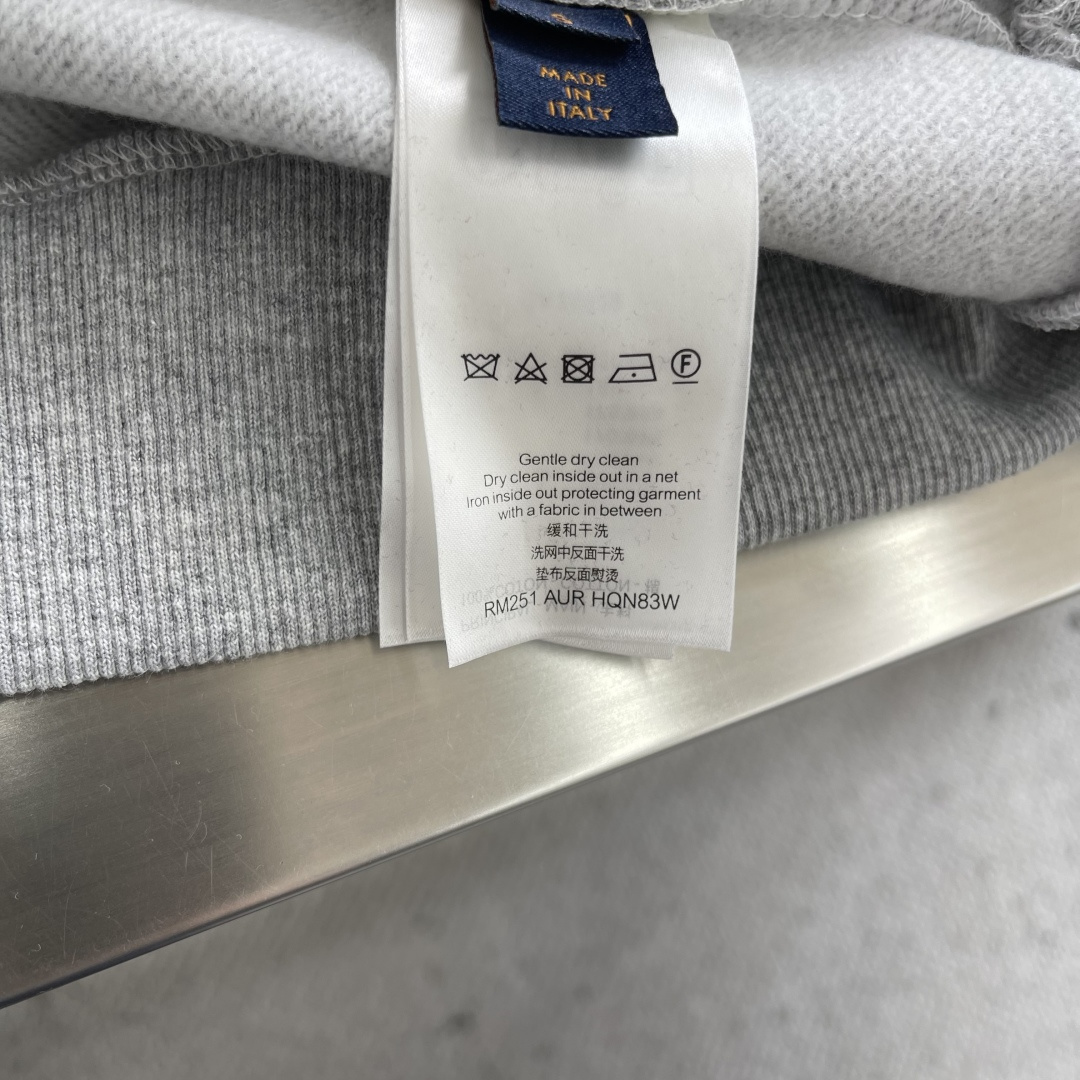 S
MADE
IN
ITALY
F
Gentle dry clean
Dry clean inside out in a net
Iron inside out protecting garment
with a fabric in between
缓和干洗
洗网中反面干洗
垫布反面熨烫
RM251 AUR HQN83W